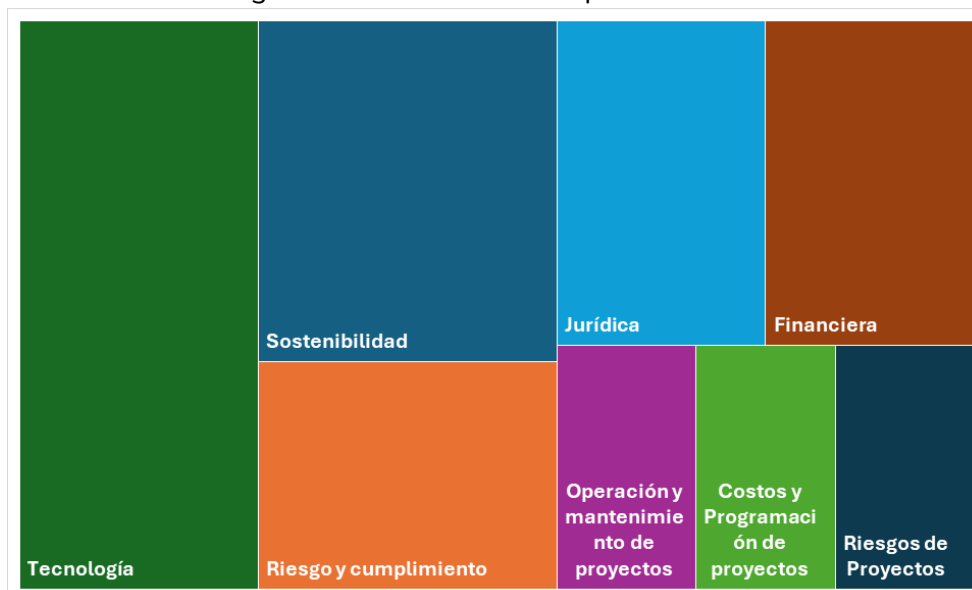 Sostenibilidad
Jurídica
Financiera
Tecnología
Riesgo y cumplimiento
Operación y
mantenimie
nto de
proyectos
Costos y
Programaci
ón de
proyectos
Riesgos de
Proyectos